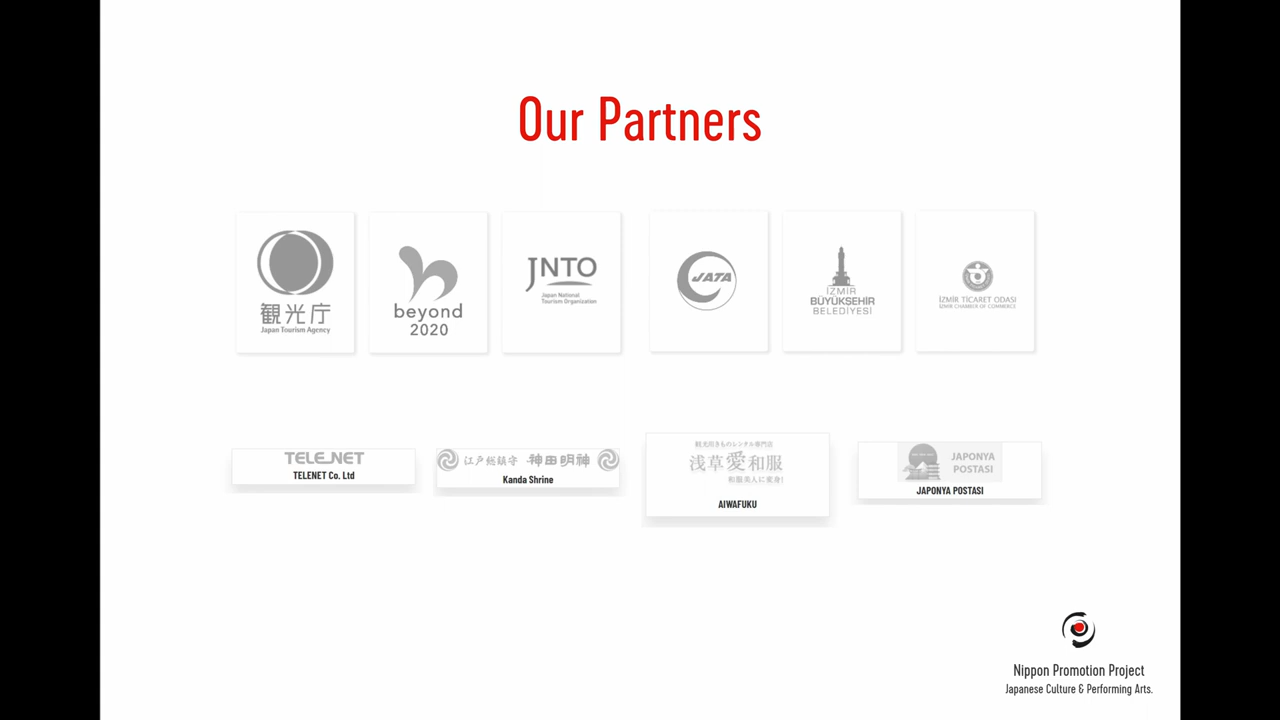 Our Partners
観光庁
Japan Tourism Agency
beyond
2020
JNTO
Japan National
Tourism Organization
JATA
İZMİR
BÜYÜKŞEHİR
BELEDİYESİ
İZMİR TİCARET ODASI
IZMIR CHAMBER OF COMMERCE
TELE_NET
TELENET Co. Ltd
江戸総鎮守 神田明神
Kanda Shrine
観光用きものレンタル専門店
浅草愛和服
和服美人に変身!
AIWAFUKU
JAPONYA
POSTASI
JAPONYA POSTASI
Nippon Promotion Project
Japanese Culture & Performing Arts.